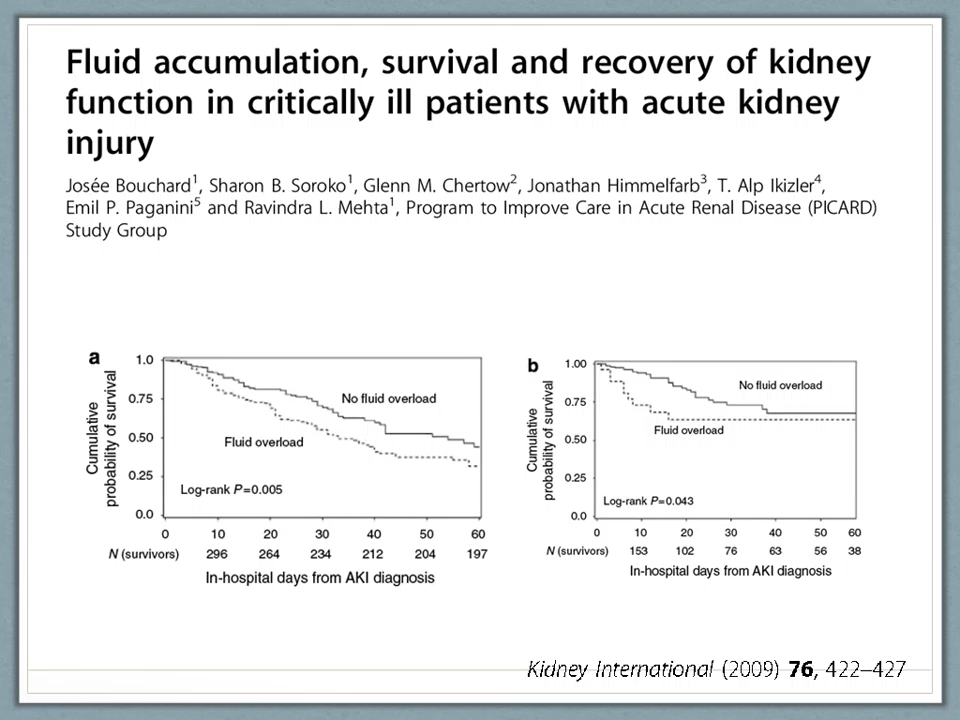 Fluid accumulation, survival and recovery of kidney
function in critically ill patients with acute kidney
injury
Josée Bouchard1, Sharon B. Soroko1, Glenn M. Chertow2, Jonathan Himmelfarb3, T. Alp Ikizler4,
Emil P. Paganini5 and Ravindra L. Mehta1, Program to Improve Care in Acute Renal Disease (PICARD)
Study Group
a
Cumulative
probability of survival
1.0
0.75
0.50
0.25
0.0
No fluid overload
Fluid overload
Log-rank P=0.005
0 10 20 30 40 50 60
N (survivors) 296 264 234 212 204 197
In-hospital days from AKI diagnosis
b
Cumulative
probability of survival
1.00
0.75
0.50
0.25
0.0
No fluid overload
Fluid overload
Log-rank P=0.043
0 10 20 30 40 50 60
N (survivors) 153 102 76 63 56 38
In-hospital days from AKI diagnosis
Kidney International (2009) 76, 422–427